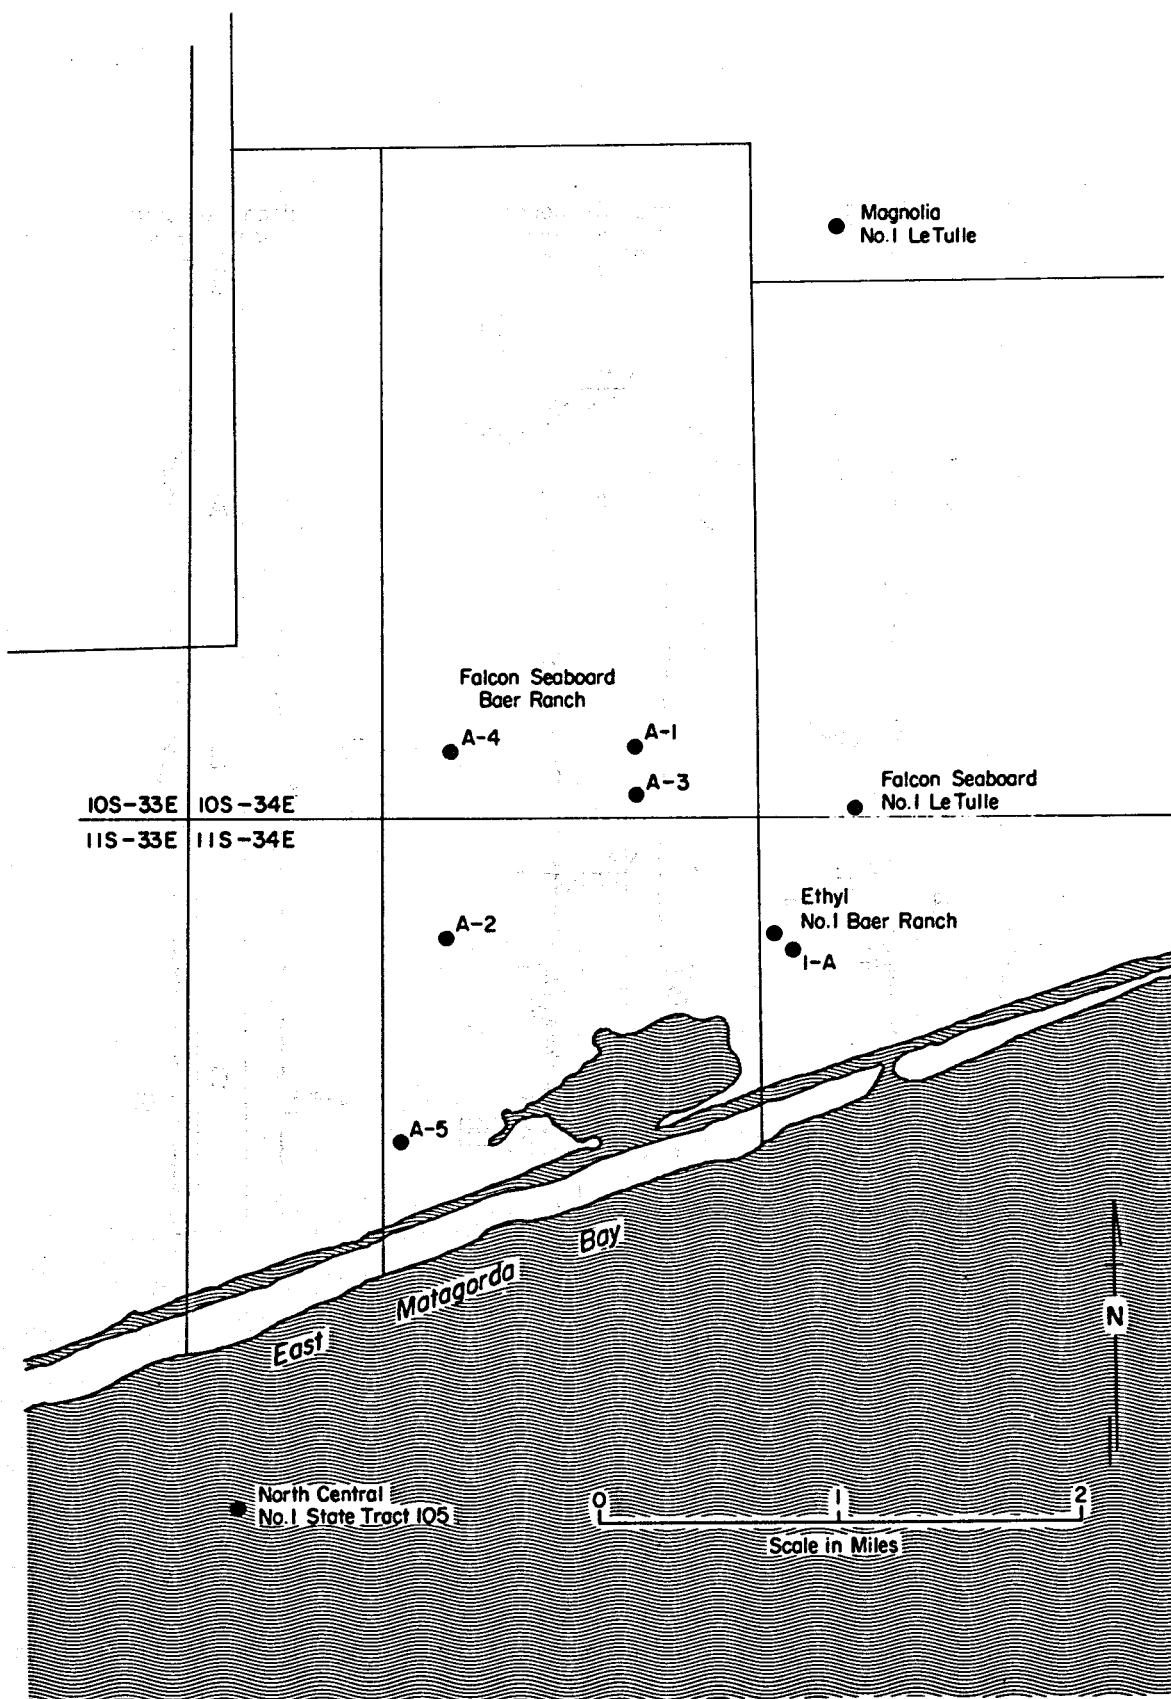 Magnolia
No.1 LeTulle
Falcon Seaboard
Baer Ranch
A-4
A-1
A-3
Falcon Seaboard
No.1 LeTulle
10S-33E
10S-34E
11S-33E
11S-34E
A-2
Ethyl
No.1 Baer Ranch
1-A
A-5
East Matagorda Bay
N
North Central
No.1 State Tract 105
0 1 2
Scale in Miles